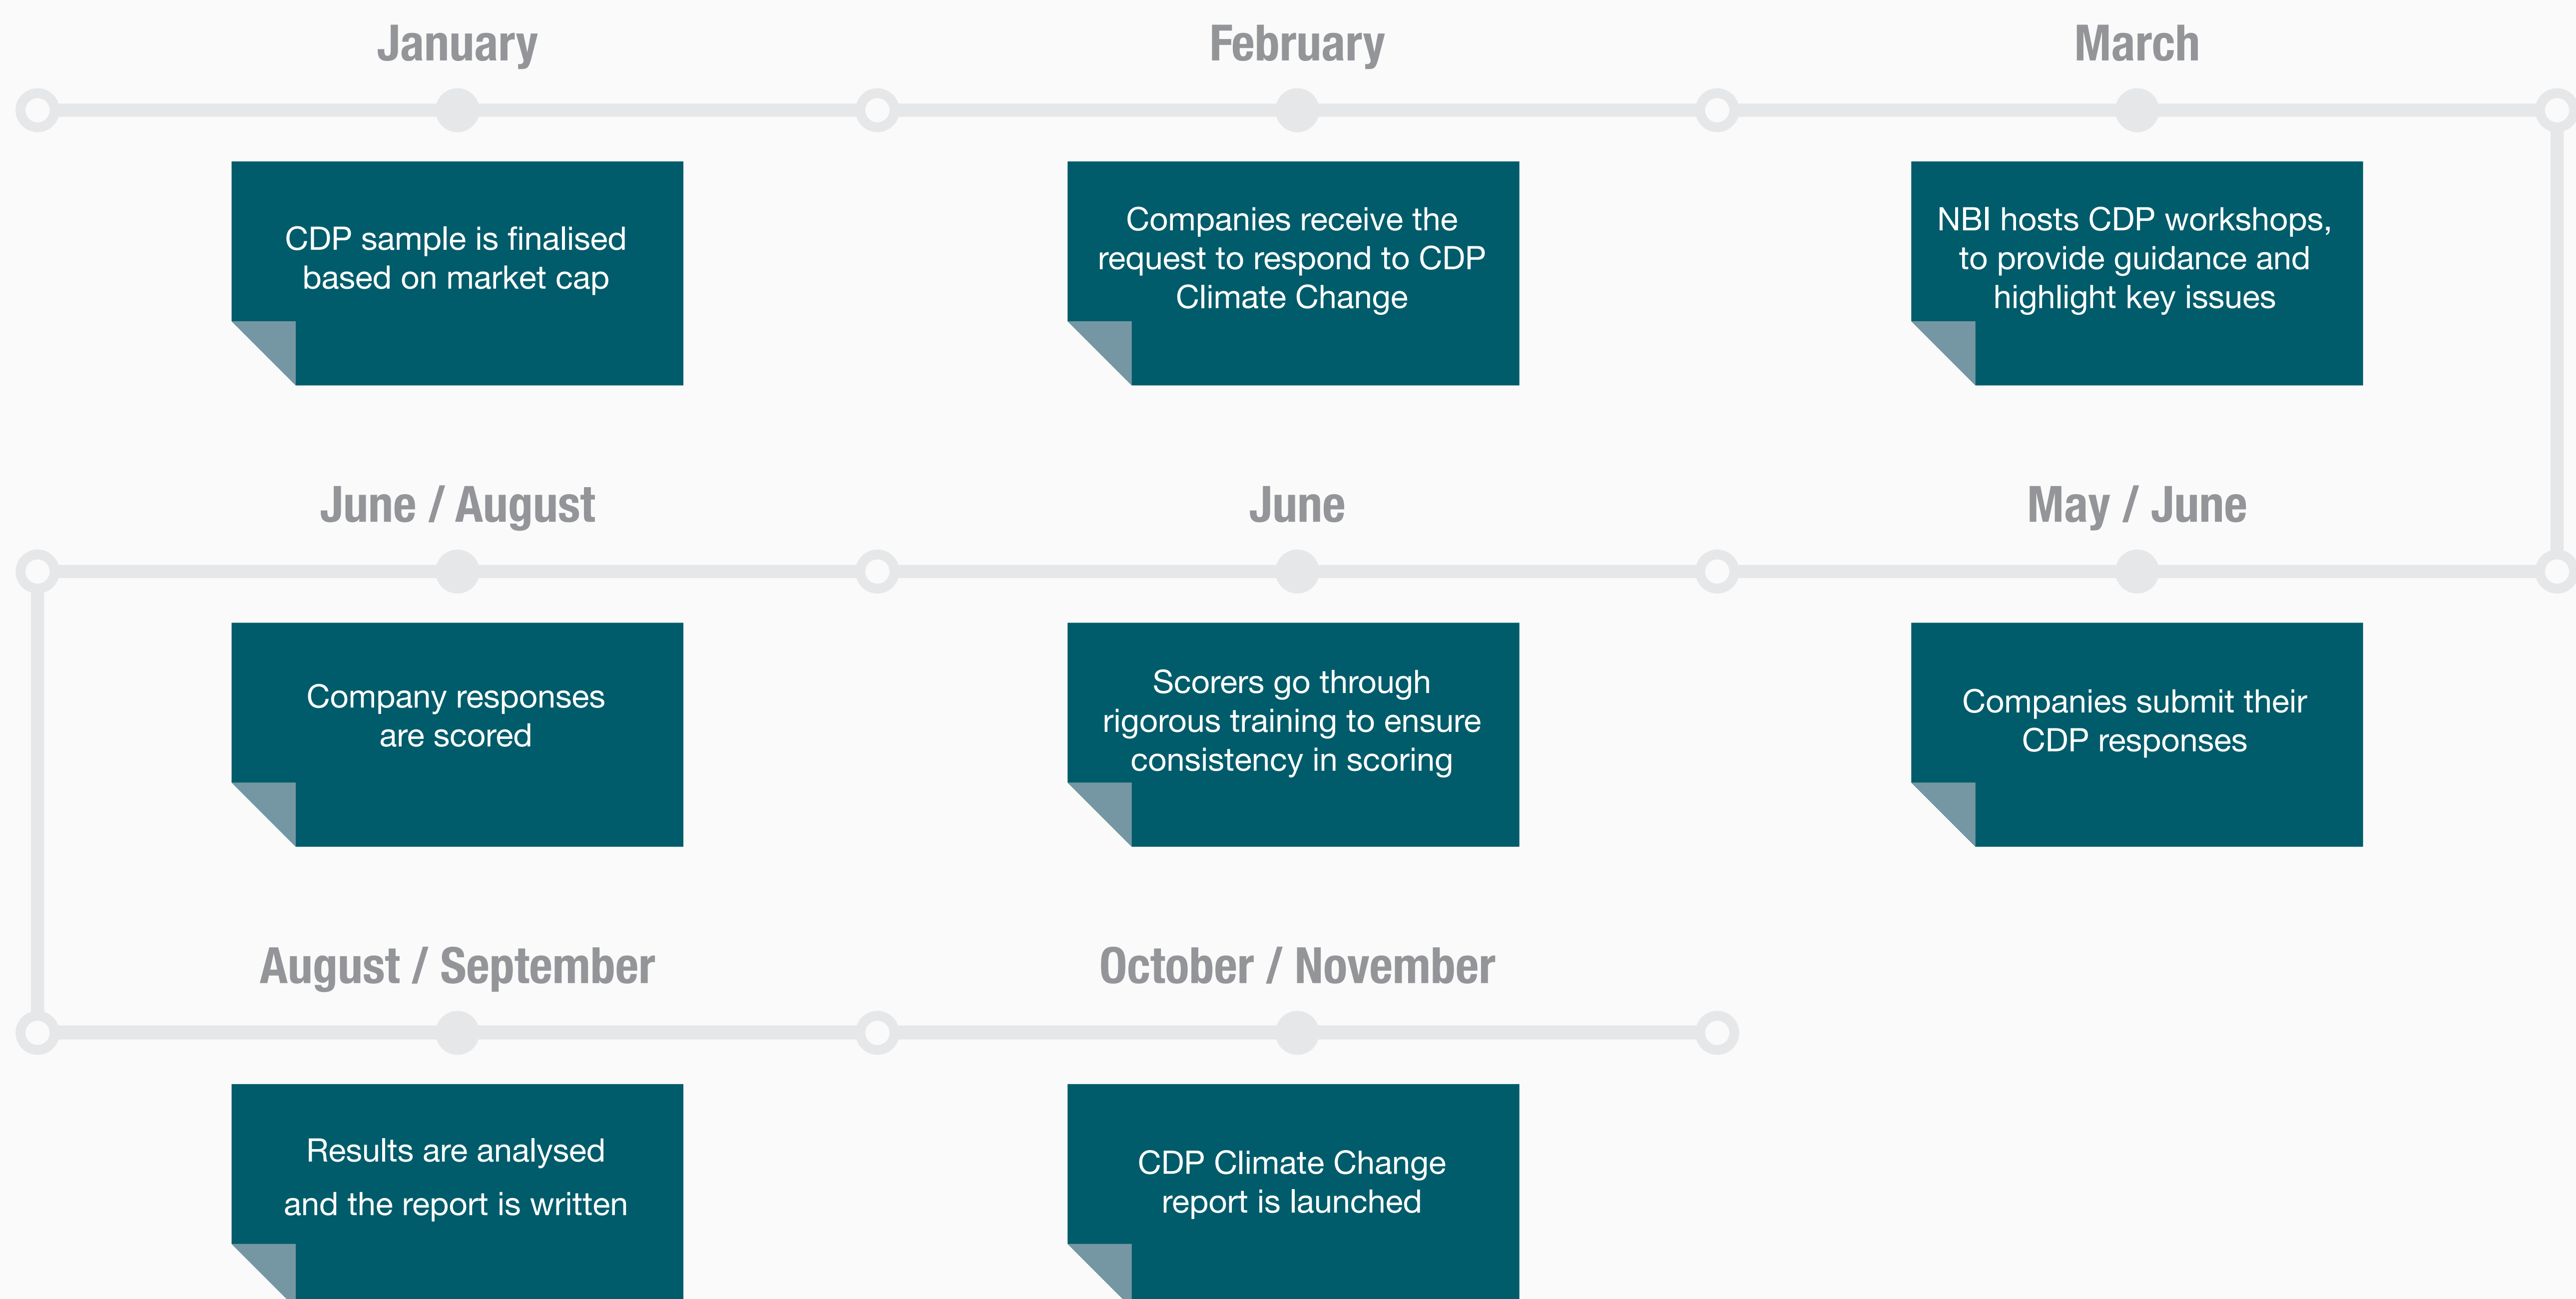 January
CDP sample is finalised
based on market cap
February
Companies receive the
request to respond to CDP
Climate Change
March
NBI hosts CDP workshops,
to provide guidance and
highlight key issues
May / June
Companies submit their
CDP responses
June
Scorers go through
rigorous training to ensure
consistency in scoring
June / August
Company responses
are scored
August / September
Results are analysed
and the report is written
October / November
CDP Climate Change
report is launched